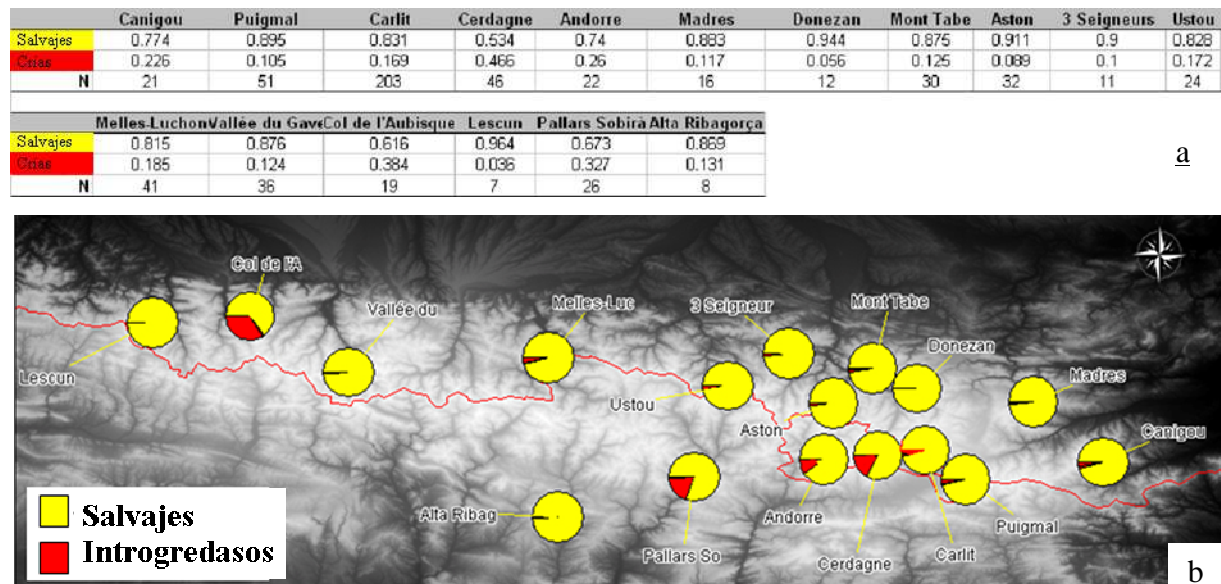 Canigou Puigmal Carlit Cerdagne Andorre Madres Donezan Mont Tabe Aston 3 Seigneurs Ustou
Salvajes 0.774 0.895 0.831 0.534 0.74 0.883 0.944 0.875 0.911 0.9 0.828
Crias 0.226 0.105 0.169 0.466 0.26 0.117 0.056 0.125 0.089 0.1 0.172
N 21 51 203 46 22 16 12 30 32 11 24
Melles-Luchon Vallée du Gave Col de l'Aubisque Lescun Pallars Sobirà Alta Ribagorça
Salvajes 0.815 0.876 0.616 0.964 0.673 0.869
Crias 0.185 0.124 0.384 0.036 0.327 0.131
N 41 36 19 7 26 8
a
Col de l'A
Vallée du
Melles-Luc
3 Seigneur
Mont Tabe
Donezan
Lescun
Madres
Ustou
Aston
Canigou
Alta Ribag
Andorre
Puigmal
Pallars So
Cerdagne
Carlit
Salvajes
Introgredasos
b